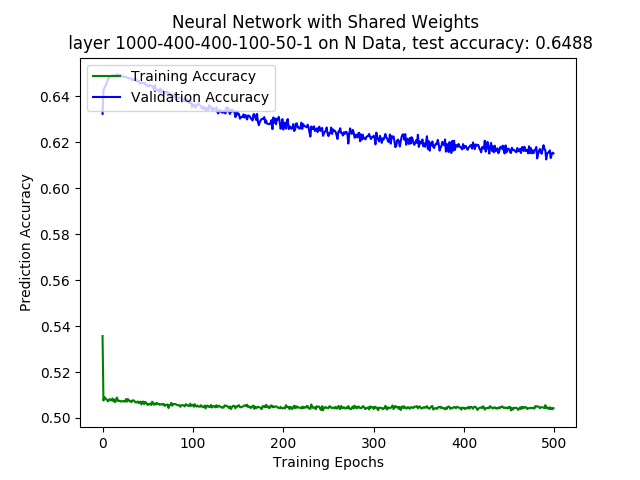 Neural Network with Shared Weights
layer 1000-400-400-100-50-1 on N Data, test accuracy: 0.6488
Training Accuracy
Validation Accuracy
Prediction Accuracy
0.64
0.62
0.60
0.58
0.56
0.54
0.52
0.50
0 100 200 300 400 500
Training Epochs